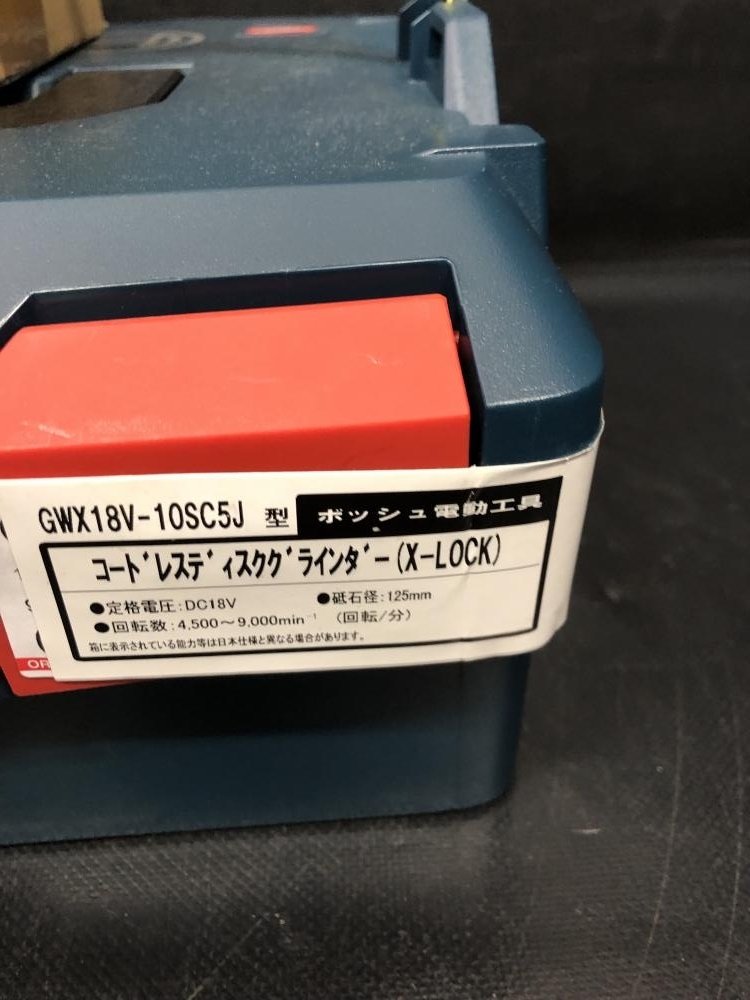 GWX18V-10SC5J 型 ボッシュ電動工具
コードレスディスクグラインダー(X-LOCK)
●定格電圧:DC18V ●砥石径:125mm
●回転数:4,500～9,000min⁻¹ (回転/分)
箱に表示されている能力等は日本仕様と異なる場合があります。
OR